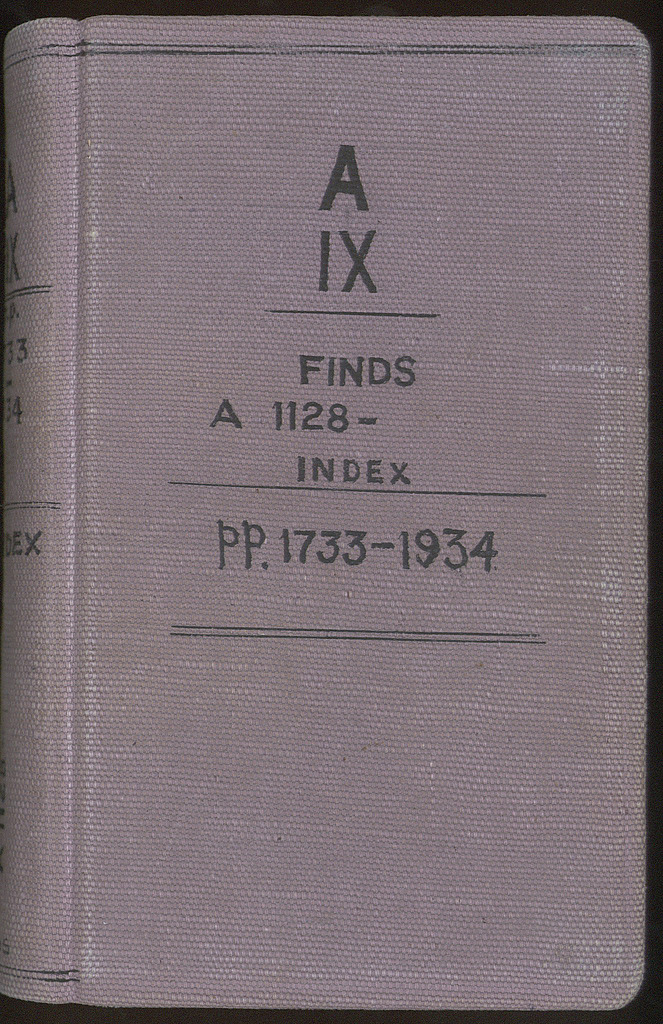 A
IX
FINDS
A 1128-
INDEX
PP. 1733-1934